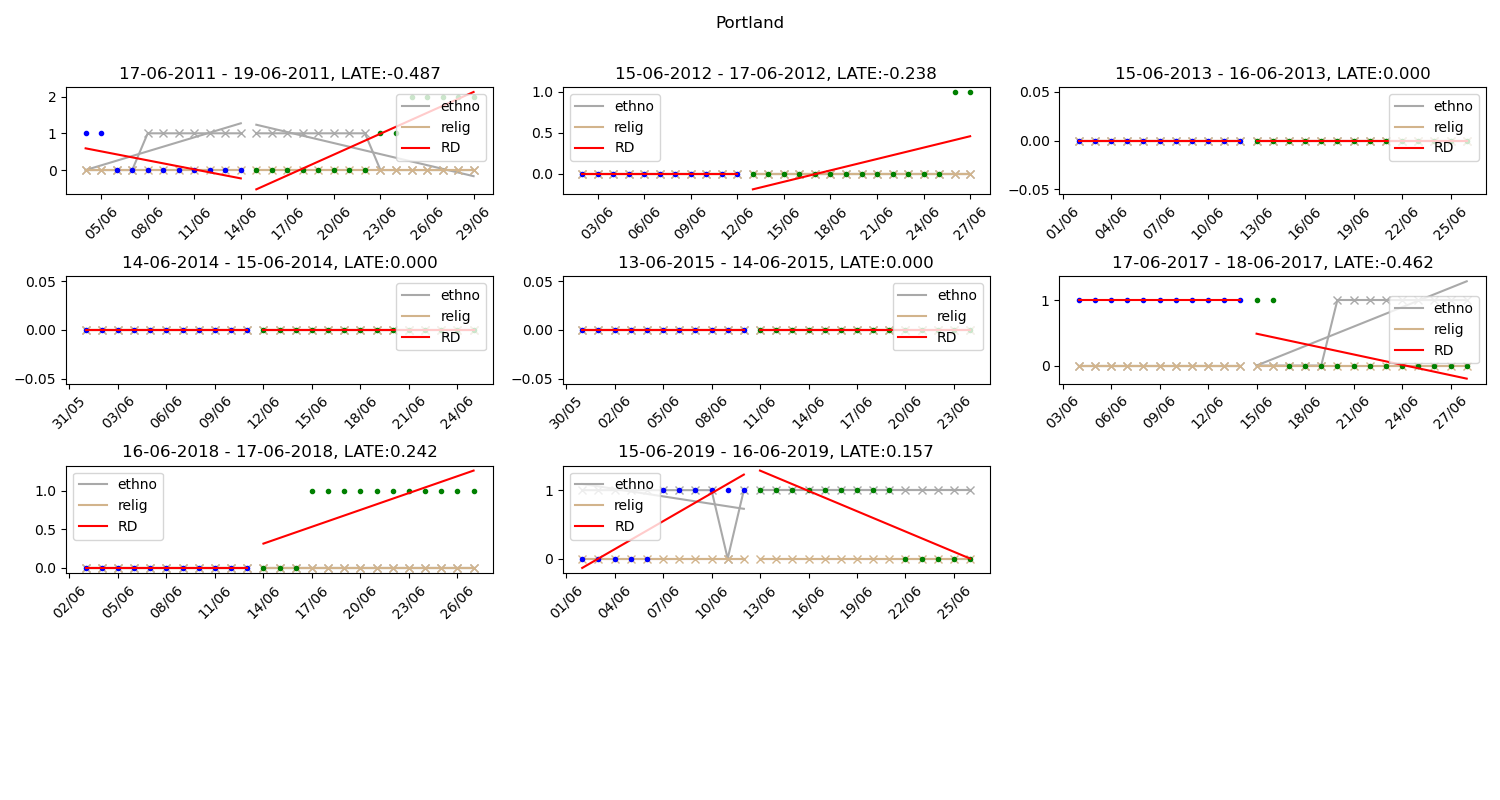 Portland
17-06-2011 - 19-06-2011, LATE:-0.487
2
1
0
ethno
relig
RD
05/06 08/06 11/06 14/06 17/06 20/06 23/06 26/06 29/06
15-06-2012 - 17-06-2012, LATE:-0.238
1.0
0.5
0.0
ethno
relig
RD
03/06 06/06 09/06 12/06 15/06 18/06 21/06 24/06 27/06
15-06-2013 - 16-06-2013, LATE:0.000
0.05
0.00
−0.05
ethno
relig
RD
01/06 04/06 07/06 10/06 13/06 16/06 19/06 22/06 25/06
14-06-2014 - 15-06-2014, LATE:0.000
0.05
0.00
−0.05
ethno
relig
RD
31/05 03/06 06/06 09/06 12/06 15/06 18/06 21/06 24/06
13-06-2015 - 14-06-2015, LATE:0.000
0.05
0.00
−0.05
ethno
relig
RD
30/05 02/06 05/06 08/06 11/06 14/06 17/06 20/06 23/06
17-06-2017 - 18-06-2017, LATE:-0.462
1
0
ethno
relig
RD
03/06 06/06 09/06 12/06 15/06 18/06 21/06 24/06 27/06
16-06-2018 - 17-06-2018, LATE:0.242
1.0
0.5
0.0
ethno
relig
RD
02/06 05/06 08/06 11/06 14/06 17/06 20/06 23/06 26/06
15-06-2019 - 16-06-2019, LATE:0.157
1
0
ethno
relig
RD
01/06 04/06 07/06 10/06 13/06 16/06 19/06 22/06 25/06